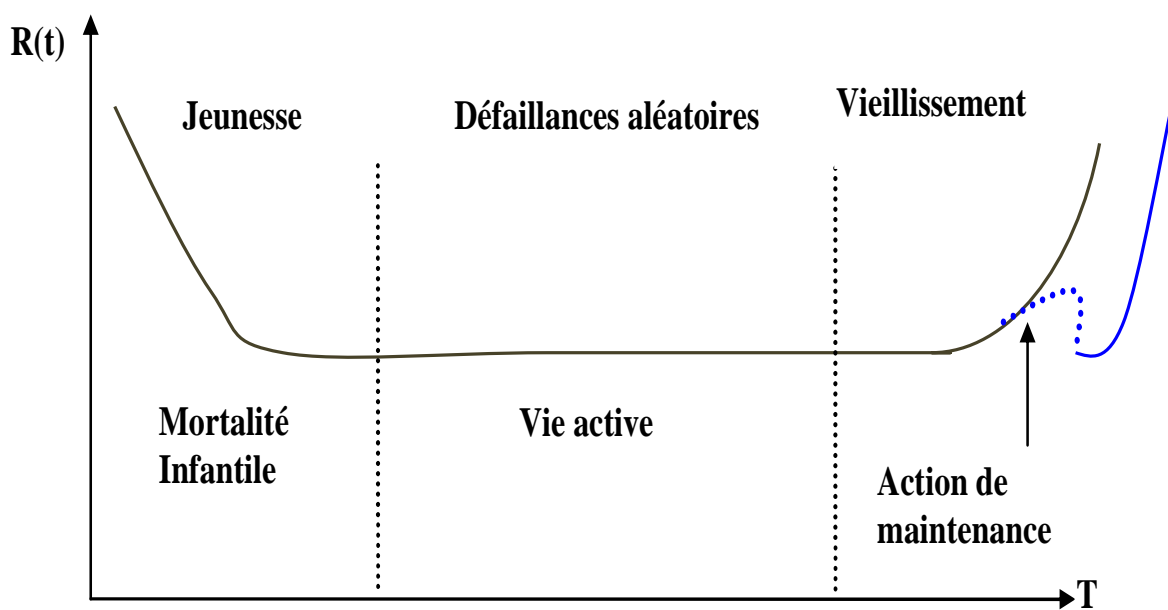 R(t)
Jeunesse
Défaillances aléatoires
Vieillissement
Mortalité
Infantile
Vie active
Action de
maintenance
T